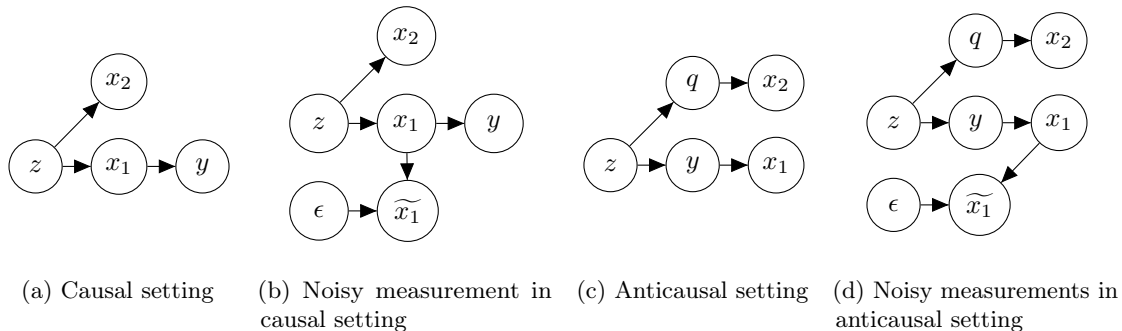 x₂
z x₁ y
(a) Causal setting
x₂
z x₁ y
ϵ x̃₁
(b) Noisy measurement in
causal setting
q x₂
z y x₁
(c) Anticausal setting
q x₂
z y x₁
ϵ x̃₁
(d) Noisy measurements in
anticausal setting